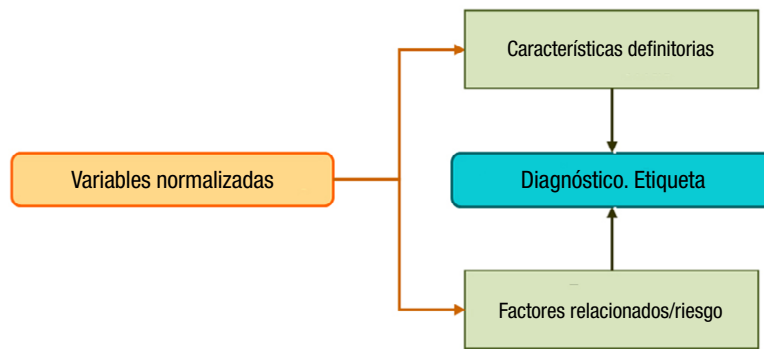 Características definitorias
Variables normalizadas
Diagnóstico. Etiqueta
Factores relacionados/riesgo